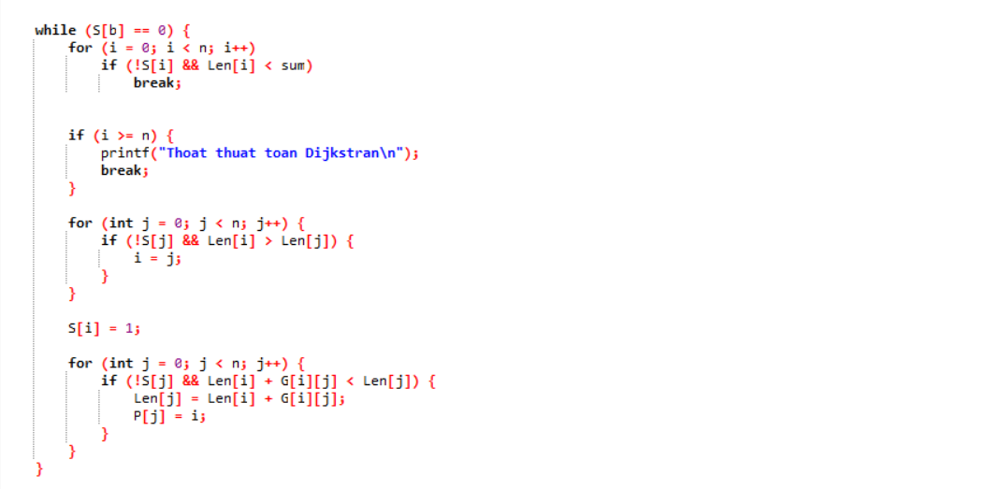 while (S[b] == 0) {
for (i = 0; i < n; i++)
if (!S[i] && Len[i] < sum)
break;
if (i >= n) {
printf("Thoat thuat toan Dijkstran\n");
break;
}
for (int j = 0; j < n; j++) {
if (!S[j] && Len[i] > Len[j]) {
i = j;
}
}
S[i] = 1;
for (int j = 0; j < n; j++) {
if (!S[j] && Len[i] + G[i][j] < Len[j]) {
Len[j] = Len[i] + G[i][j];
P[j] = i;
}
}
}